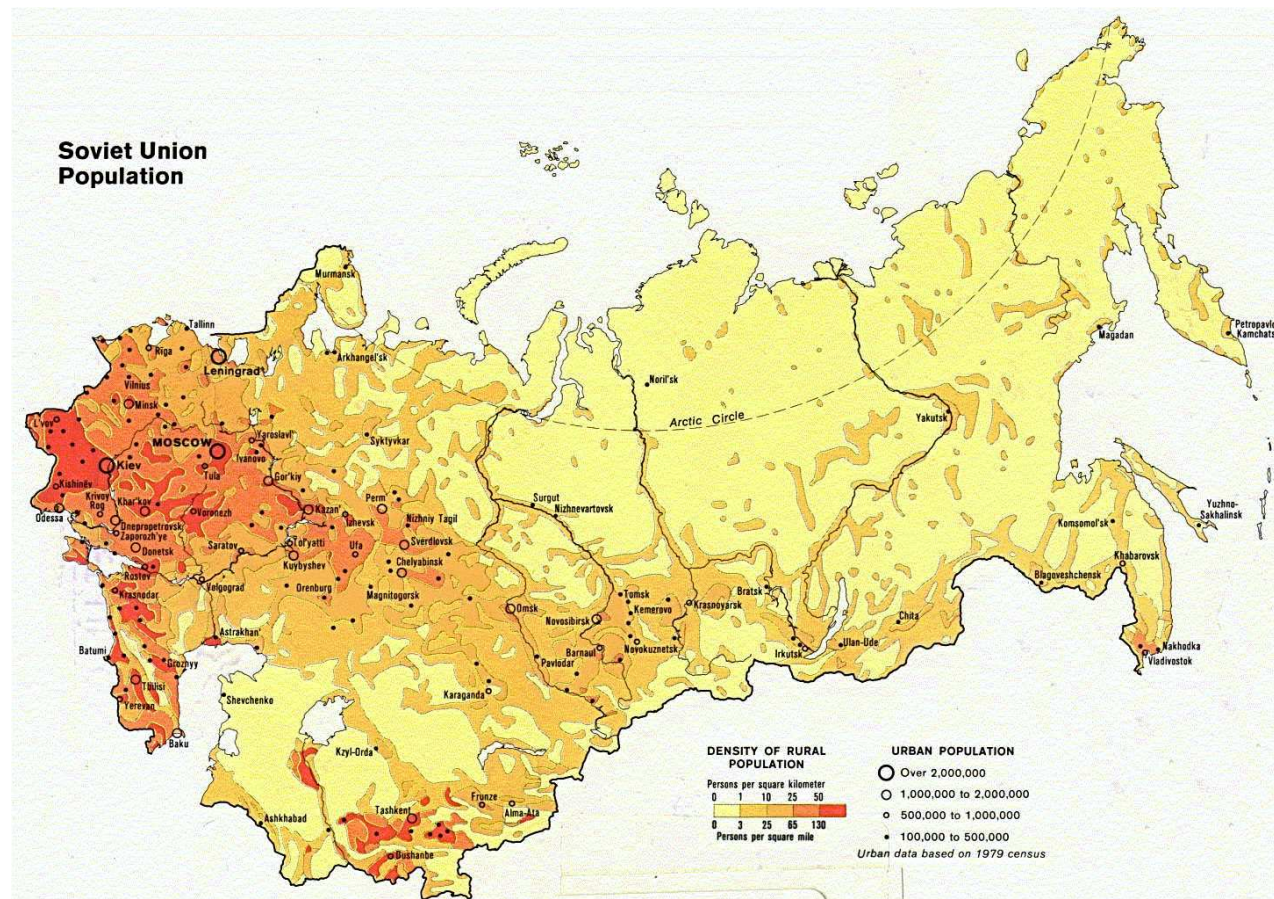 Soviet Union
Population
Murmansk
Tallinn
Riga
Leningrad
Arkhangel'sk
Vilnius
Minsk
Noril'sk
Arctic Circle
Magadan
Petropavlo
Kamchats
L'vov
MOSCOW
Yaroslavl'
Ivanovo
Syktyvkar
Yakutsk
Kiev
Tula
Gor'kiy
Kishinëv
Krivoy
Rog
Khar'kov
Voronezh
Kazan'
Perm'
Izhevsk
Nizhniy Tagil
Surgut
Nizhnevartovsk
Odessa
Dnepropetrovsk
Zaporozh'ye
Donetsk
Saratov
Tol'yatti
Kuybyshev
Ufa
Sverdlovsk
Chelyabinsk
Yuzhno-
Sakhalinsk
Komsomol'sk
Khabarovsk
Blagoveshchensk
Rostov
Krasnodar
Volgograd
Orenburg
Magnitogorsk
Omsk
Novosibirsk
Tomsk
Kemerovo
Krasnoyarsk
Bratsk
Chita
Astrakhan'
Barnaul
Novokuznetsk
Irkutsk
Ulan-Ude
Nakhodka
Vladivostok
Batumi
Groznyy
Pavlodar
Tbilisi
Yerevan
Shevchenko
Karaganda
Baku
Kzyl-Orda
Frunze
Alma-Ata
Tashkent
Ashkhabad
Dushanbe
DENSITY OF RURAL
POPULATION
Persons per square kilometer
0 1 10 25 50
0 3 25 65 130
Persons per square mile
URBAN POPULATION
Over 2,000,000
1,000,000 to 2,000,000
500,000 to 1,000,000
100,000 to 500,000
Urban data based on 1979 census